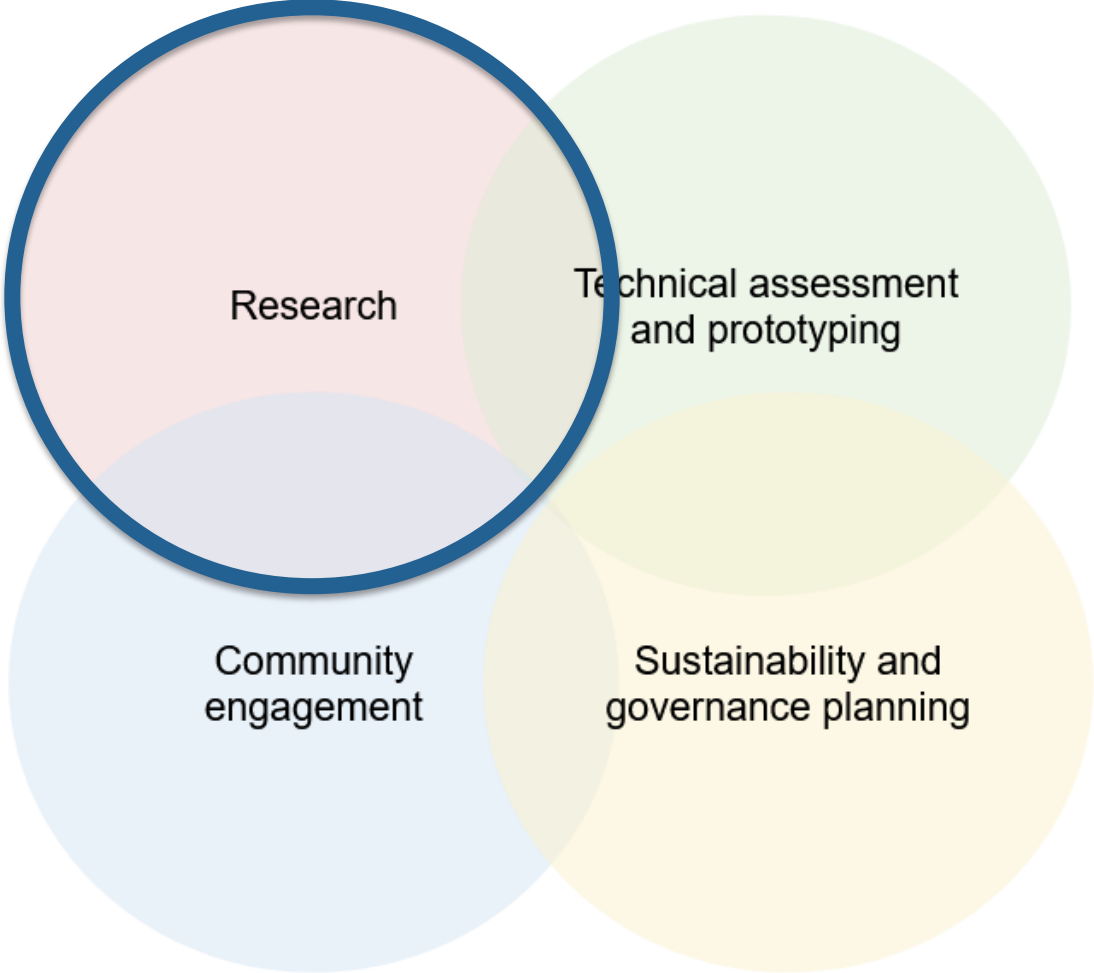 Research
Technical assessment
and prototyping
Community
engagement
Sustainability and
governance planning